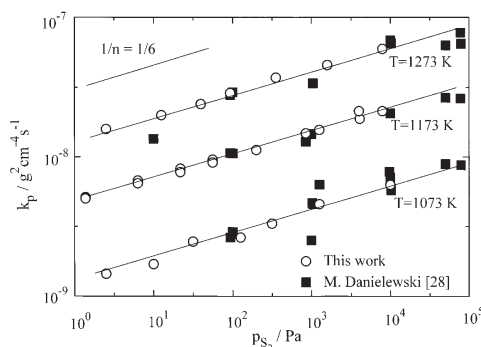 10⁻⁷
1/n = 1/6
T=1273 K
T=1173 K
10⁻⁸
kₚ / g²cm⁻⁴s⁻¹
T=1073 K
This work
M. Danielewski [28]
10⁻⁹
10⁰ 10¹ 10² 10³ 10⁴ 10⁵
p_S₂ / Pa